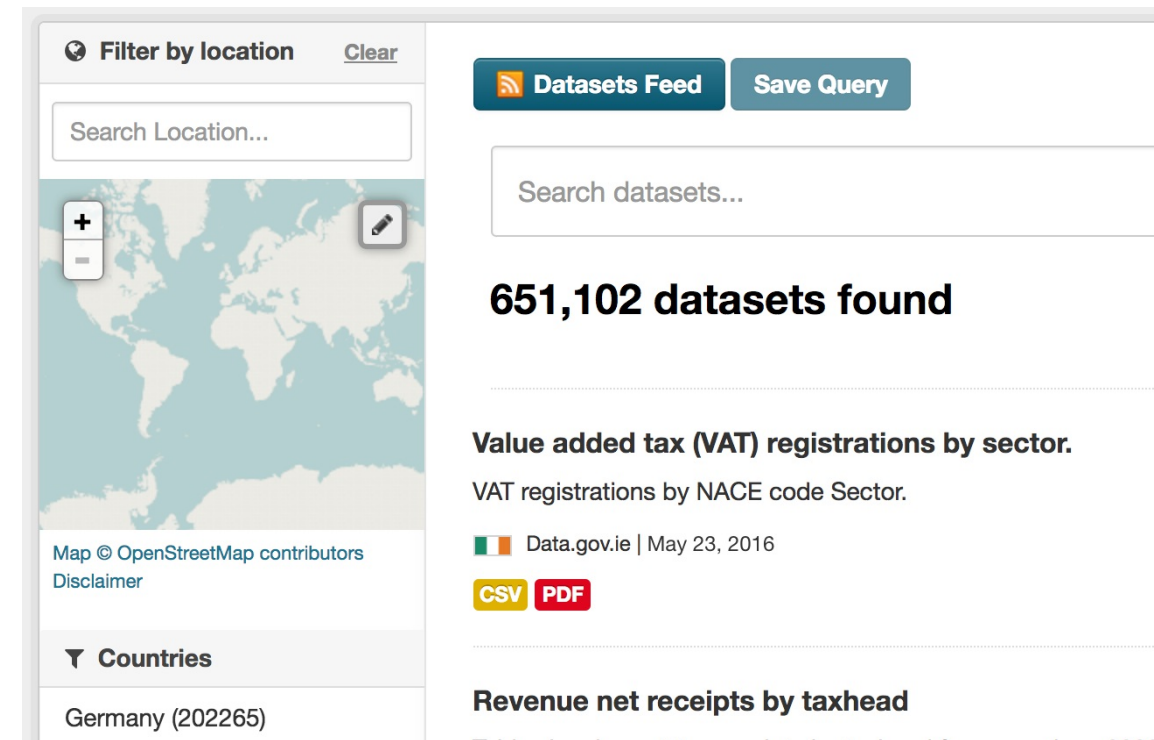 Filter by location Clear
Search Location...
+
-
Map © OpenStreetMap contributors
Disclaimer
Countries
Germany (202265)
Datasets Feed Save Query
Search datasets...
651,102 datasets found
Value added tax (VAT) registrations by sector.
VAT registrations by NACE code Sector.
Data.gov.ie | May 23, 2016
CSV PDF
Revenue net receipts by taxhead